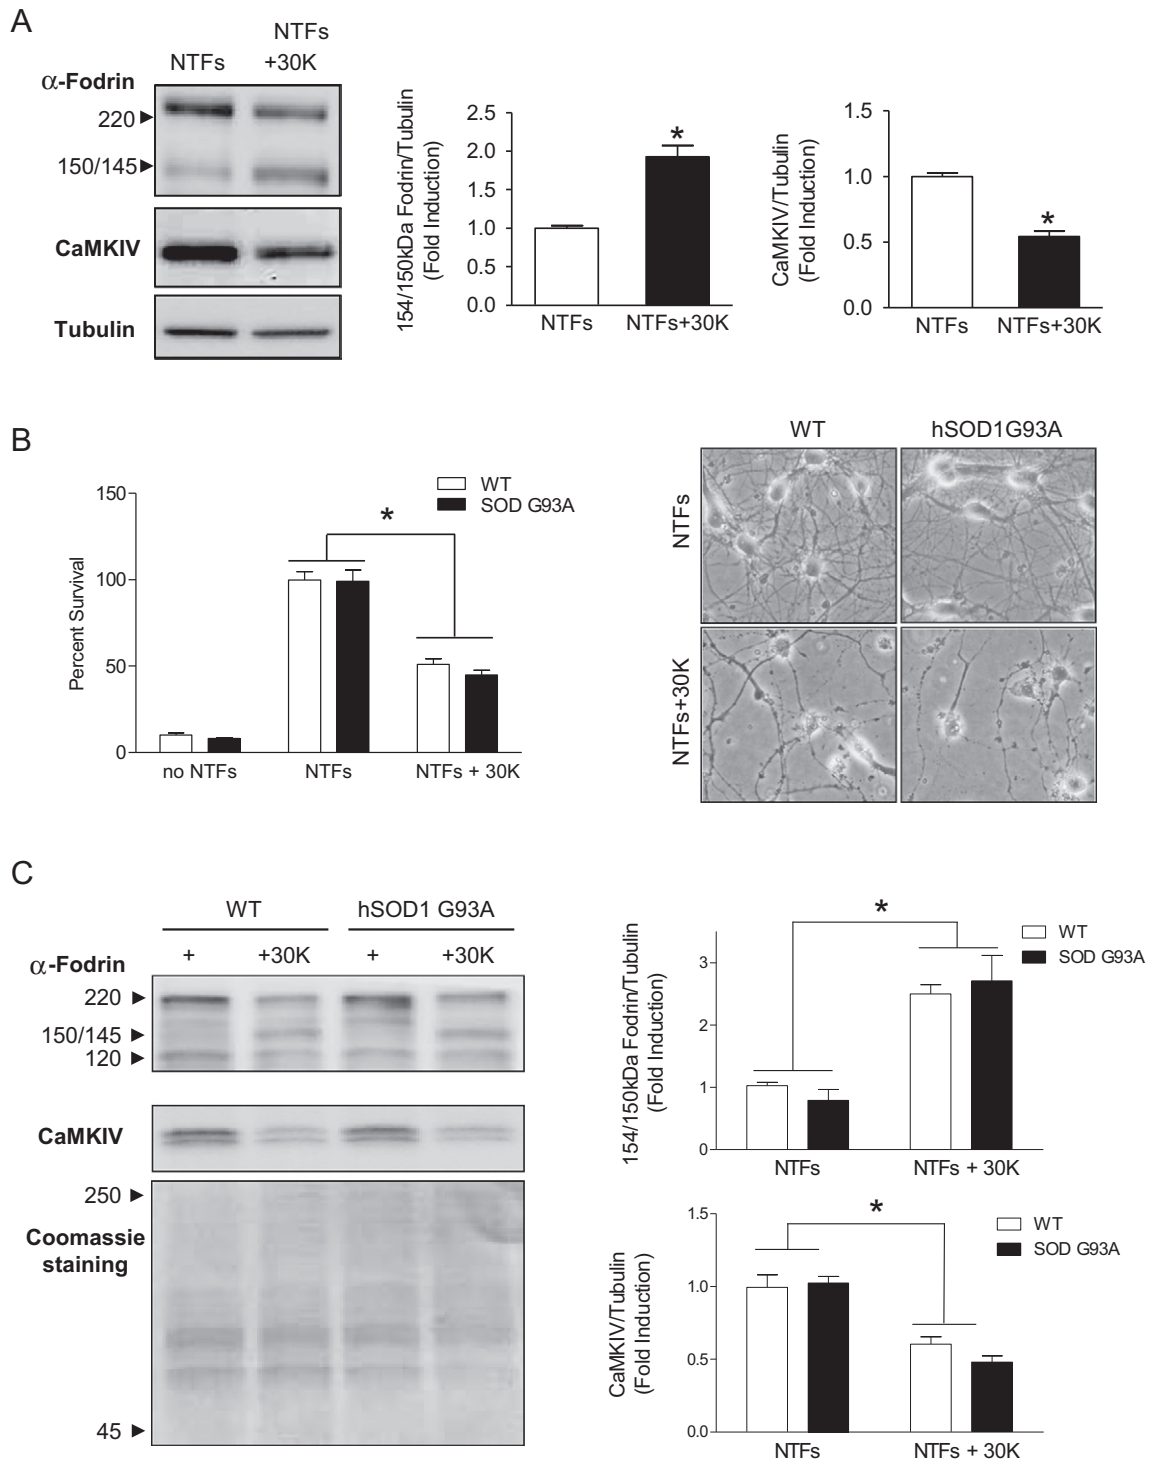 A
NTFs
NTFs +30K
α-Fodrin
220
150/145
CaMKIV
Tubulin
154/150kDa Fodrin/Tubulin
(Fold Induction)
2.5
2.0
1.5
1.0
0.5
0.0
*
NTFs NTFs+30K
CaMKIV/Tubulin
(Fold Induction)
1.5
1.0
0.5
0.0
*
NTFs NTFs+30K
B
Percent Survival
150
100
50
0
WT
SOD G93A
*
no NTFs NTFs NTFs + 30K
WT hSOD1G93A
NTFs
NTFs+30K
C
WT hSOD1 G93A
+ +30K + +30K
α-Fodrin
220
150/145
120
CaMKIV
250
Coomassie
staining
45
154/150kDa Fodrin/Tubulin
(Fold Induction)
3
2
1
0
*
WT
SOD G93A
NTFs NTFs + 30K
CaMKIV/Tubulin
(Fold Induction)
1.5
1.0
0.5
0.0
*
WT
SOD G93A
NTFs NTFs + 30K